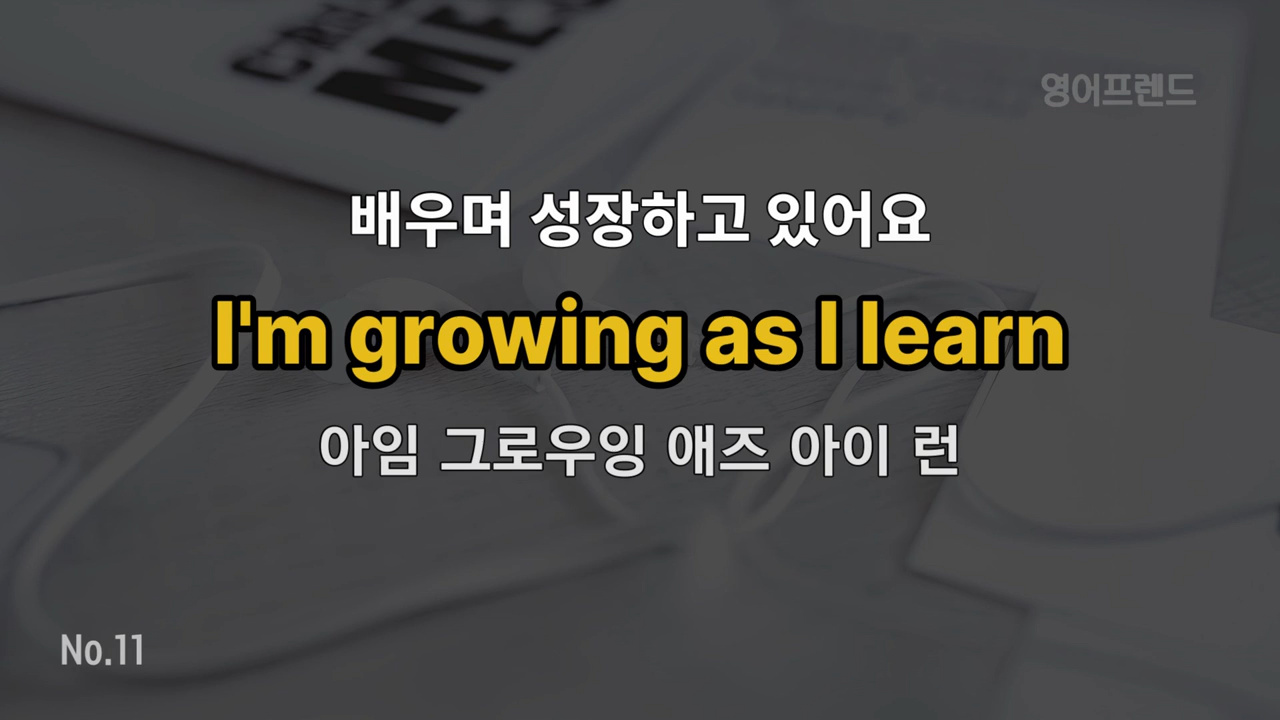 영어프렌드
배우며 성장하고 있어요
I'm growing as I learn
아임 그로우잉 애즈 아이 런
No.11